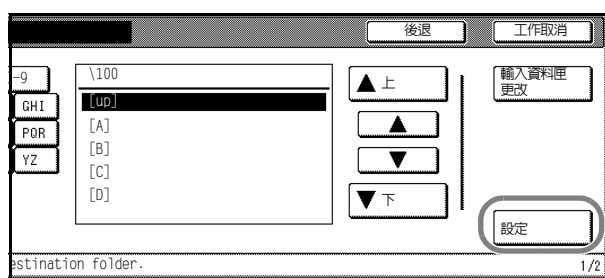 後退 工作取消
-9 \100 ▲上 輸入資料匣
更改
[up]
GHI
[A] ▲
PQR
[B]
YZ ▼
[C]
[D] ▼下
設定
estination folder. 1/2